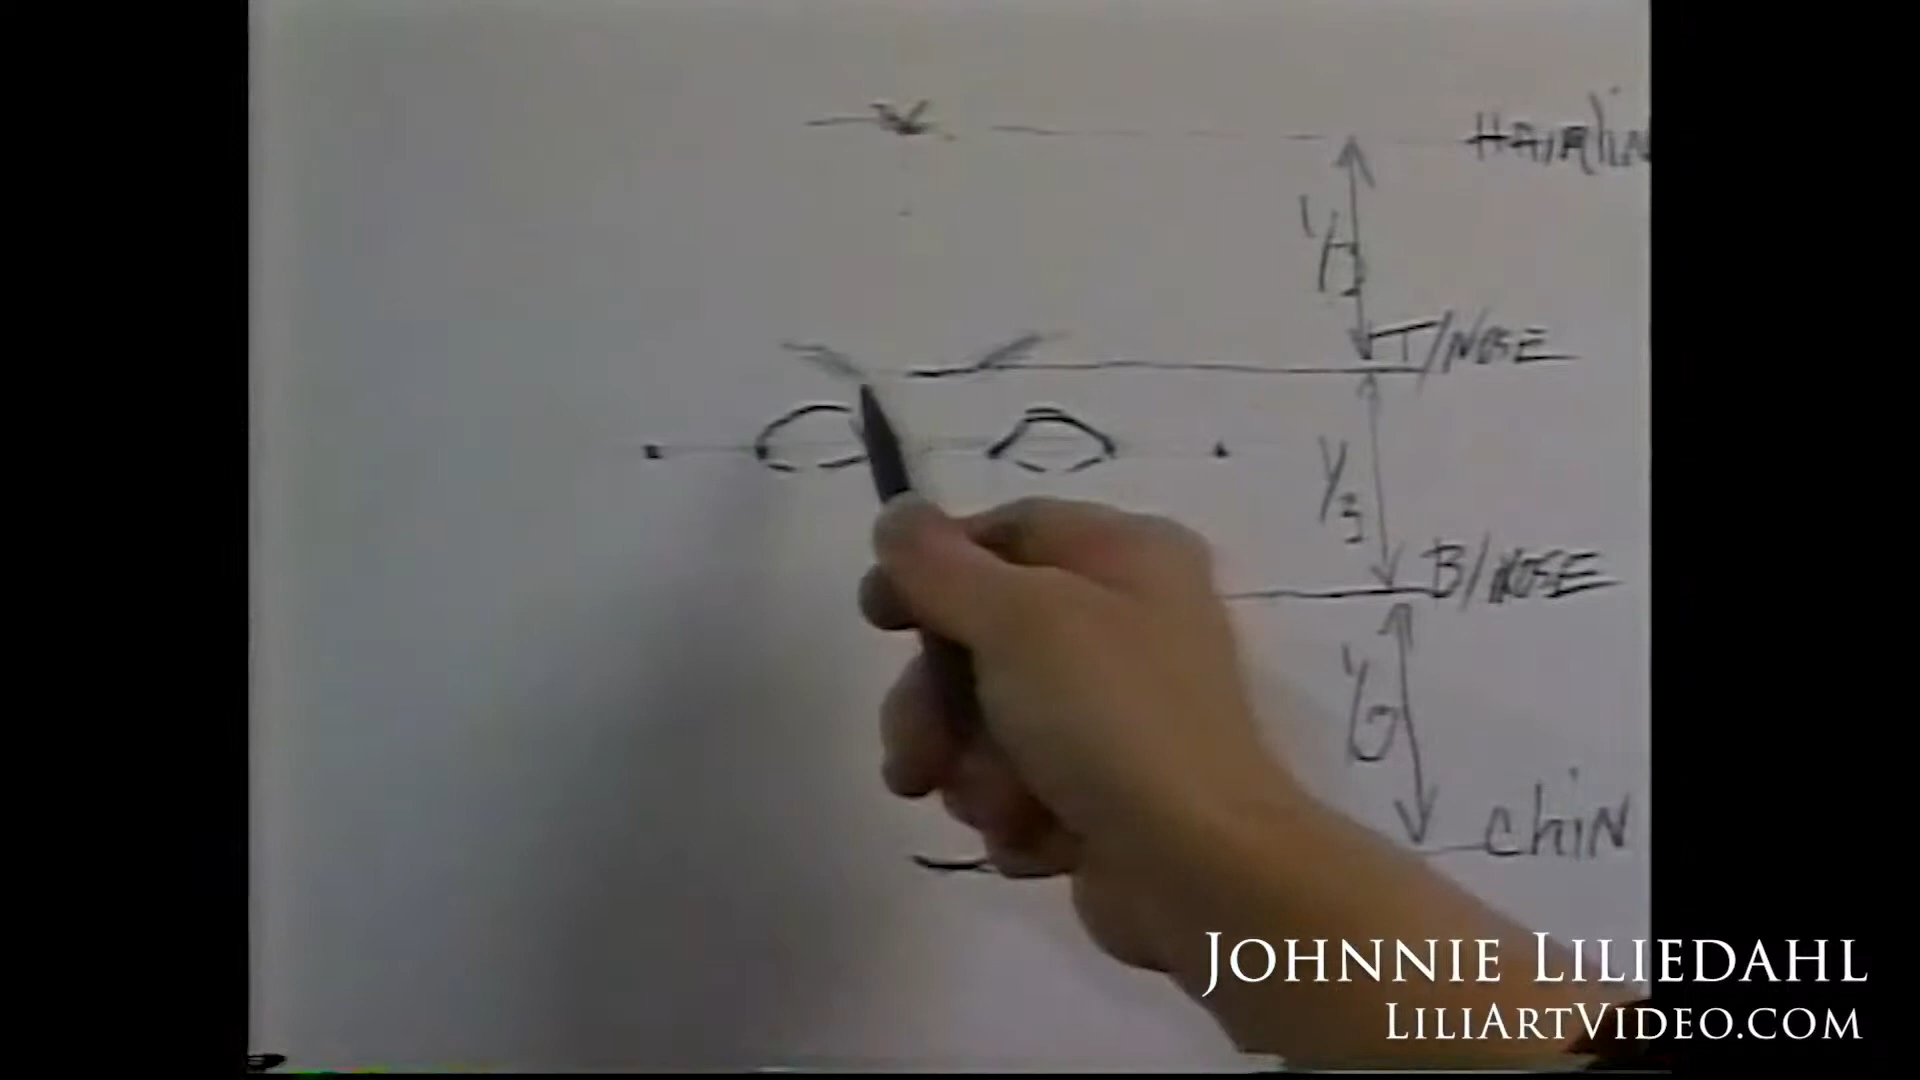 HAirliN
1/3
T/NOSE
1/3
B/NOSE
1/3
chiN
JOHNNIE LILIEDAHL
LILIARTVIDEO.COM